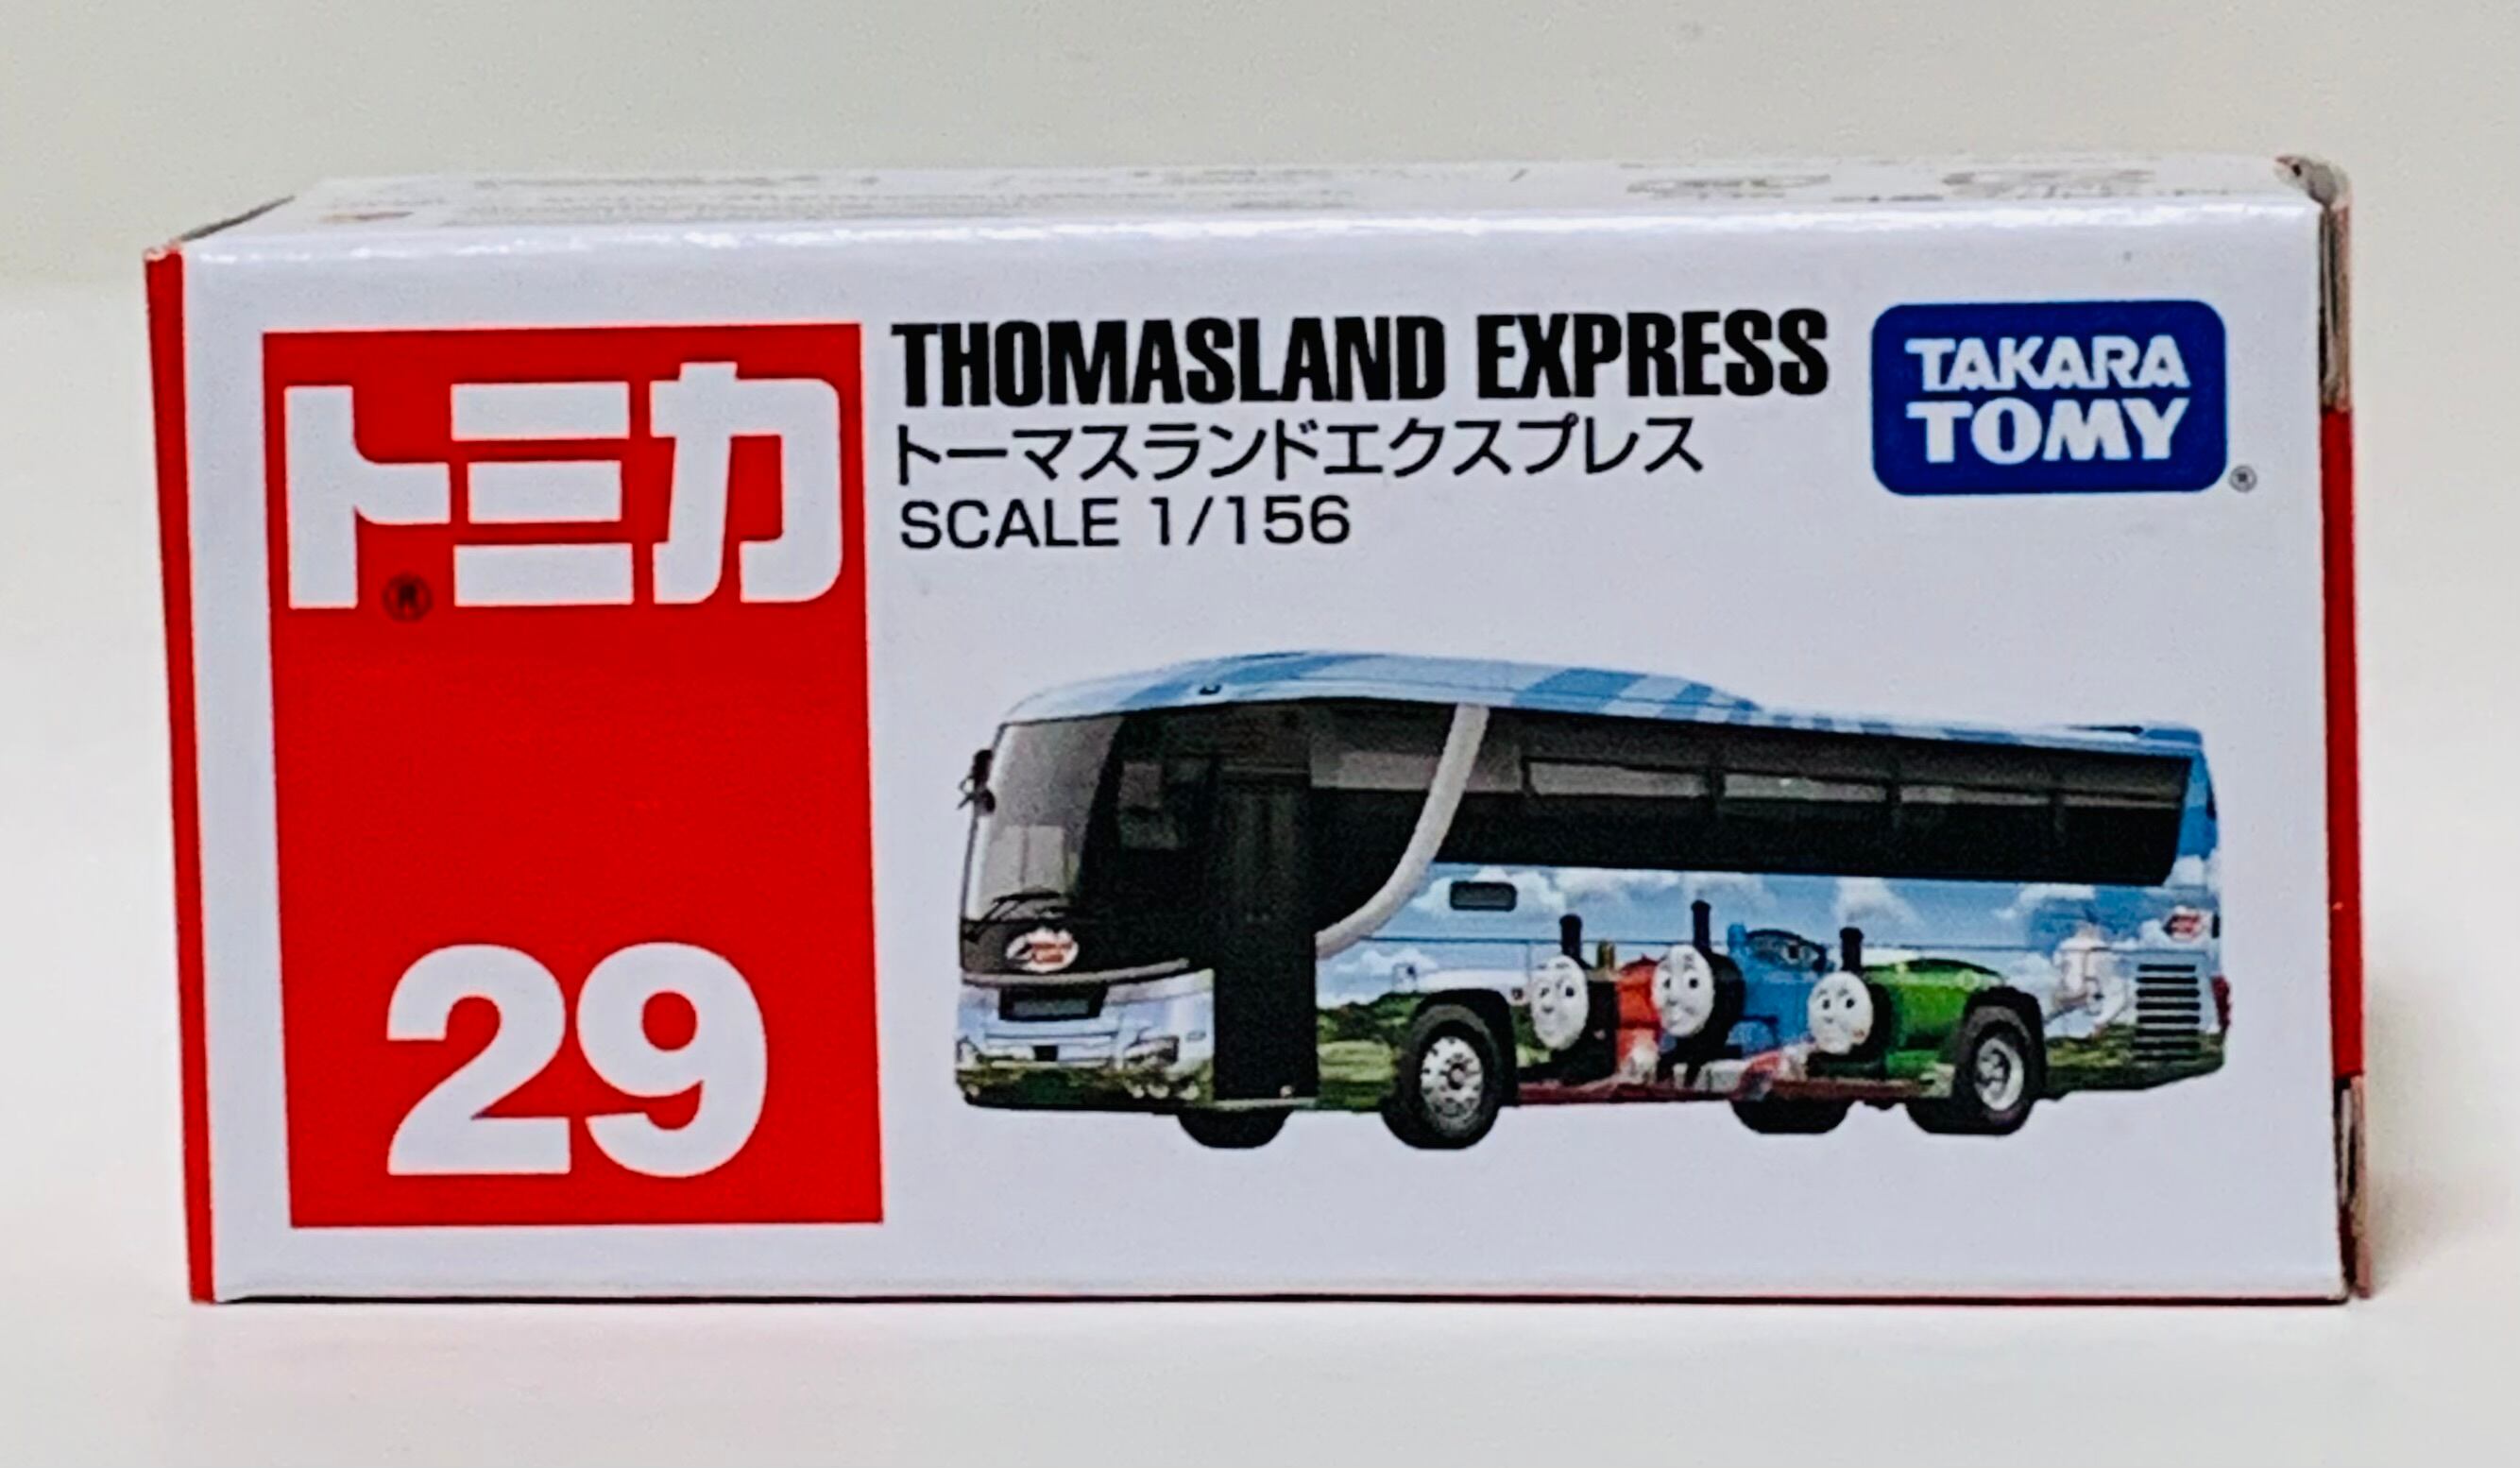 トミカ
29
THOMASLAND EXPRESS
トーマスランドエクスプレス
SCALE 1/156
TAKARA
TOMY